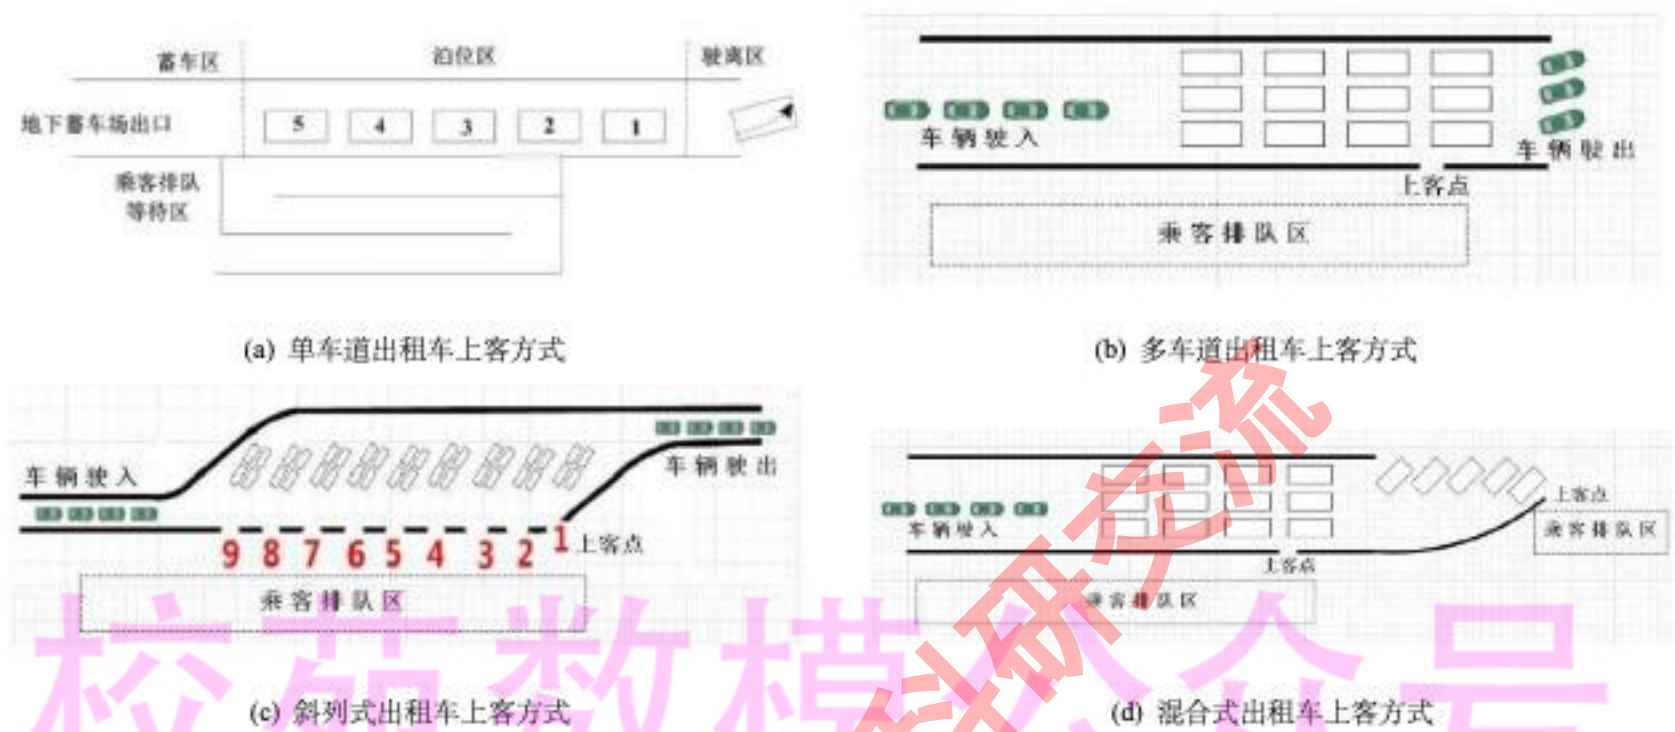 蓄车区 泊位区 驶离区
地下蓄车场出口 5 4 3 2 1
乘客排队
等待区
(a) 单车道出租车上客方式
车辆驶入
车辆驶出
上客点
乘客排队区
(b) 多车道出租车上客方式
车辆驶入
车辆驶出
9 8 7 6 5 4 3 2 1 上客点
乘客排队区
(c) 斜列式出租车上客方式
上客点
车辆驶入 乘客排队区
上客点
乘客排队区
(d) 混合式出租车上客方式
校苑数模公众号
科研交流